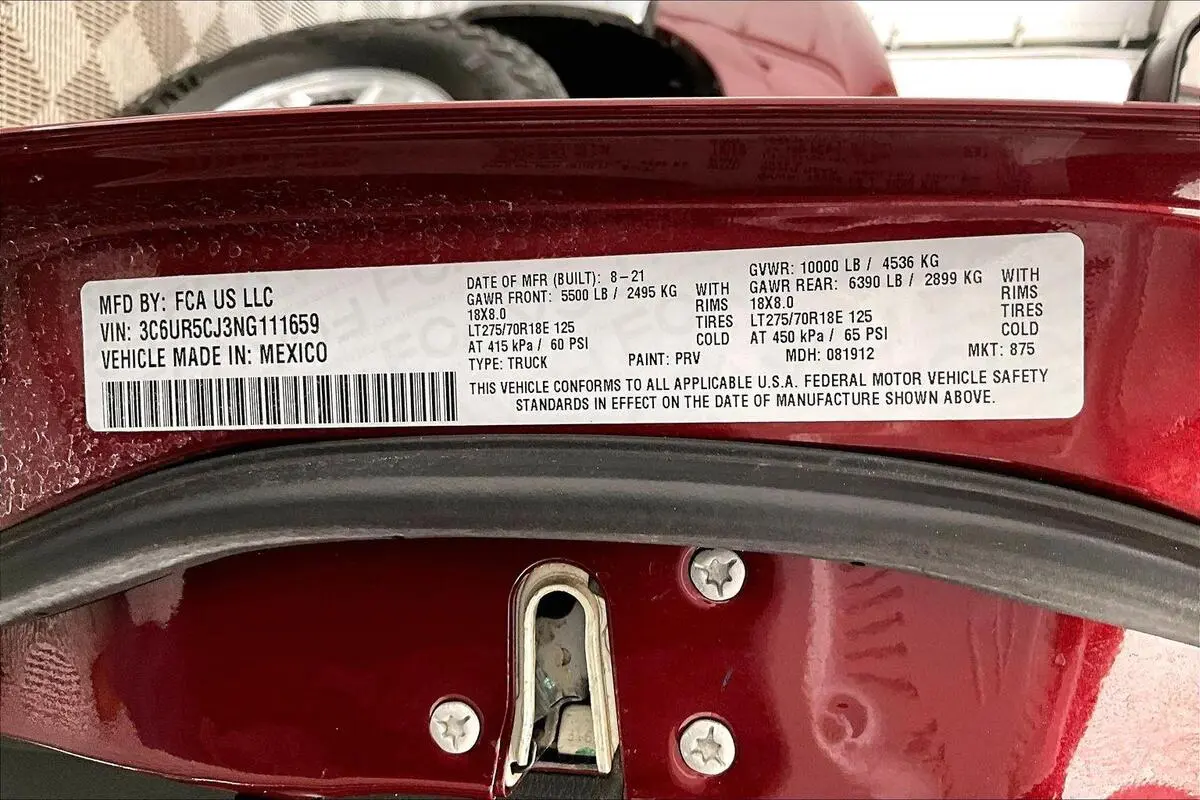 MFD BY: FCA US LLC
VIN: 3C6UR5CJ3NG111659
VEHICLE MADE IN: MEXICO
DATE OF MFR (BUILT): 8-21
GAWR FRONT: 5500 LB / 2495 KG WITH
18X8.0 RIMS
LT275/70R18E 125 TIRES
AT 415 kPa / 60 PSI COLD
GVWR: 10000 LB / 4536 KG
GAWR REAR: 6390 LB / 2899 KG WITH
18X8.0 RIMS
LT275/70R18E 125 TIRES
AT 450 kPa / 65 PSI COLD
TYPE: TRUCK PAINT: PRV MDH: 081912 MKT: 875
THIS VEHICLE CONFORMS TO ALL APPLICABLE U.S.A. FEDERAL MOTOR VEHICLE SAFETY
STANDARDS IN EFFECT ON THE DATE OF MANUFACTURE SHOWN ABOVE.